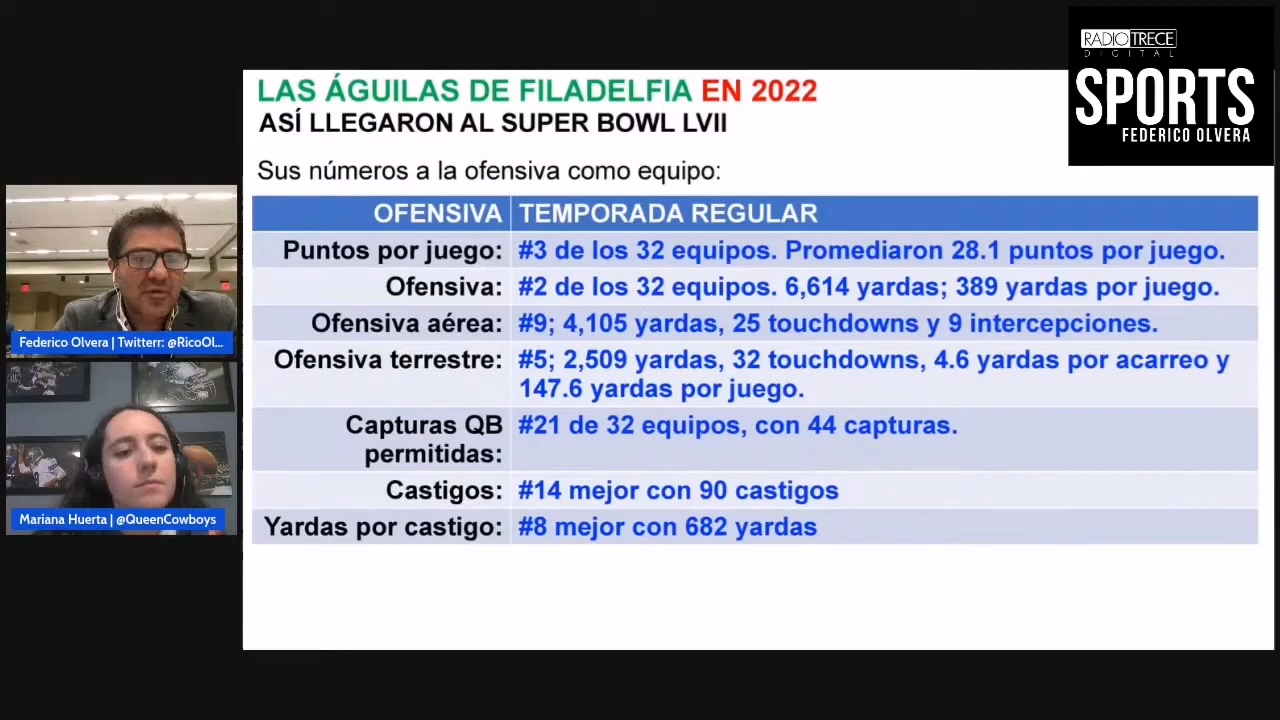 RADIO TRECE
DIGITAL
SPORTS
FEDERICO OLVERA
LAS ÁGUILAS DE FILADELFIA EN 2022
ASÍ LLEGARON AL SUPER BOWL LVII
Sus números a la ofensiva como equipo:
OFENSIVA TEMPORADA REGULAR
Puntos por juego: #3 de los 32 equipos. Promediaron 28.1 puntos por juego.
Ofensiva: #2 de los 32 equipos. 6,614 yardas; 389 yardas por juego.
Ofensiva aérea: #9; 4,105 yardas, 25 touchdowns y 9 intercepciones.
Ofensiva terrestre: #5; 2,509 yardas, 32 touchdowns, 4.6 yardas por acarreo y
147.6 yardas por juego.
Capturas QB #21 de 32 equipos, con 44 capturas.
permitidas:
Castigos: #14 mejor con 90 castigos
Yardas por castigo: #8 mejor con 682 yardas
Federico Olvera | Twitterr: @RicoOl...
Mariana Huerta | @QueenCowboys